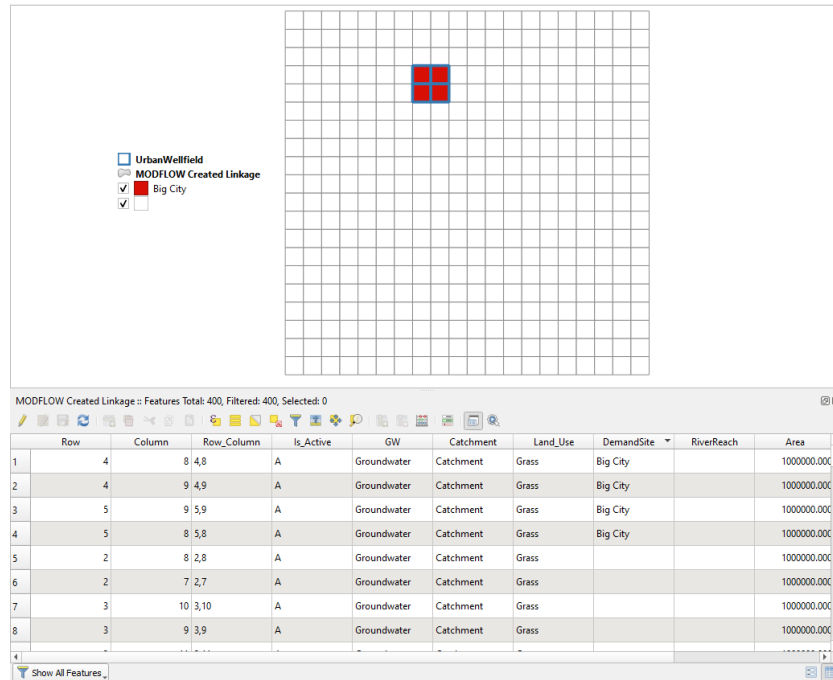 UrbanWellfield
MODFLOW Created Linkage
Big City
MODFLOW Created Linkage :: Features Total: 400, Filtered: 400, Selected: 0
Row Column Row_Column Is_Active GW Catchment Land_Use DemandSite RiverReach Area
1 4 8 4,8 A Groundwater Catchment Grass Big City 1000000.000
2 4 9 4,9 A Groundwater Catchment Grass Big City 1000000.000
3 5 9 5,9 A Groundwater Catchment Grass Big City 1000000.000
4 5 8 5,8 A Groundwater Catchment Grass Big City 1000000.000
5 2 8 2,8 A Groundwater Catchment Grass 1000000.000
6 2 7 2,7 A Groundwater Catchment Grass 1000000.000
7 3 10 3,10 A Groundwater Catchment Grass 1000000.000
8 3 9 3,9 A Groundwater Catchment Grass 1000000.000
Show All Features